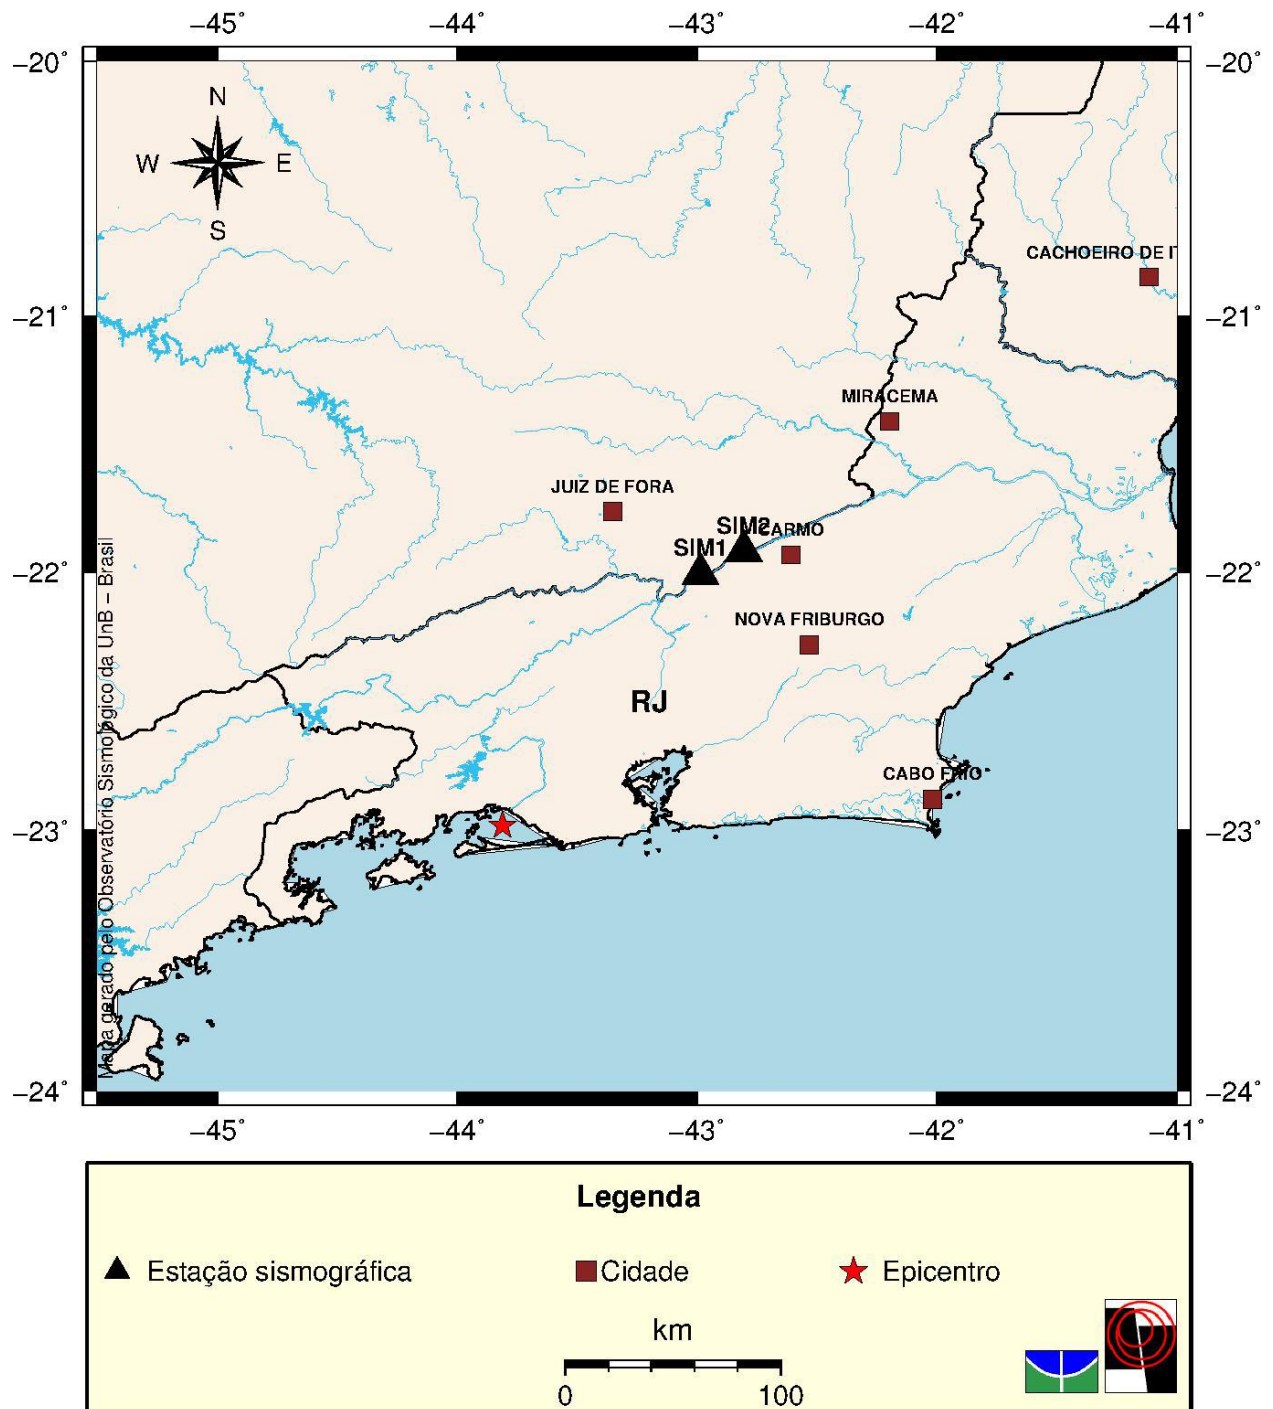 −45˚ −44˚ −43˚ −42˚ −41˚
−20˚ −20˚
N
W E
S
CACHOEIRO DE IT
−21˚ −21˚
MIRACEMA
JUIZ DE FORA
SIM2
CARMO
SIM1
−22˚ −22˚
NOVA FRIBURGO
RJ
CABO FRIO
−23˚ −23˚
Mapa gerado pelo Observatório Sismológico da UnB – Brasil
−24˚ −24˚
−45˚ −44˚ −43˚ −42˚ −41˚
Legenda
Estação sismográfica Cidade Epicentro
km
0 100